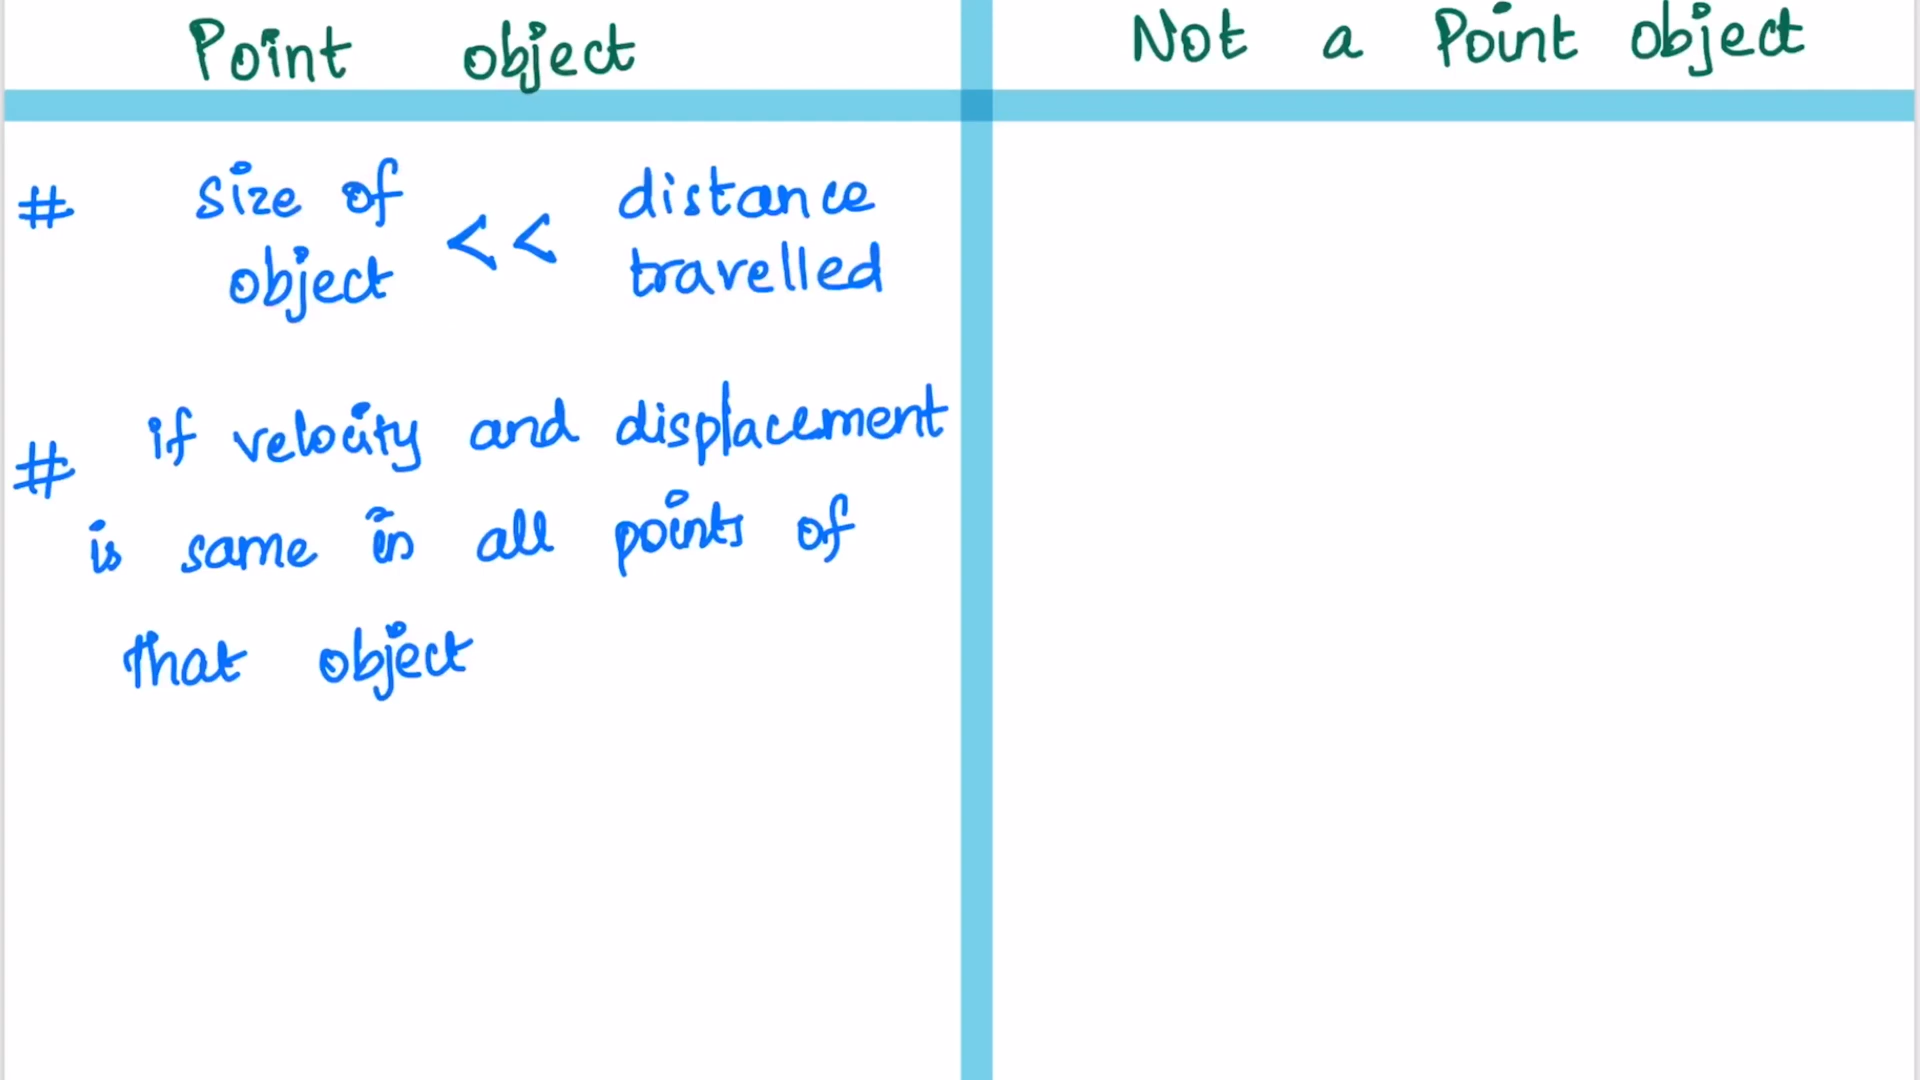 Point object
Not a Point object
# size of object << distance travelled
# if velocity and displacement
is same in all points of
that object